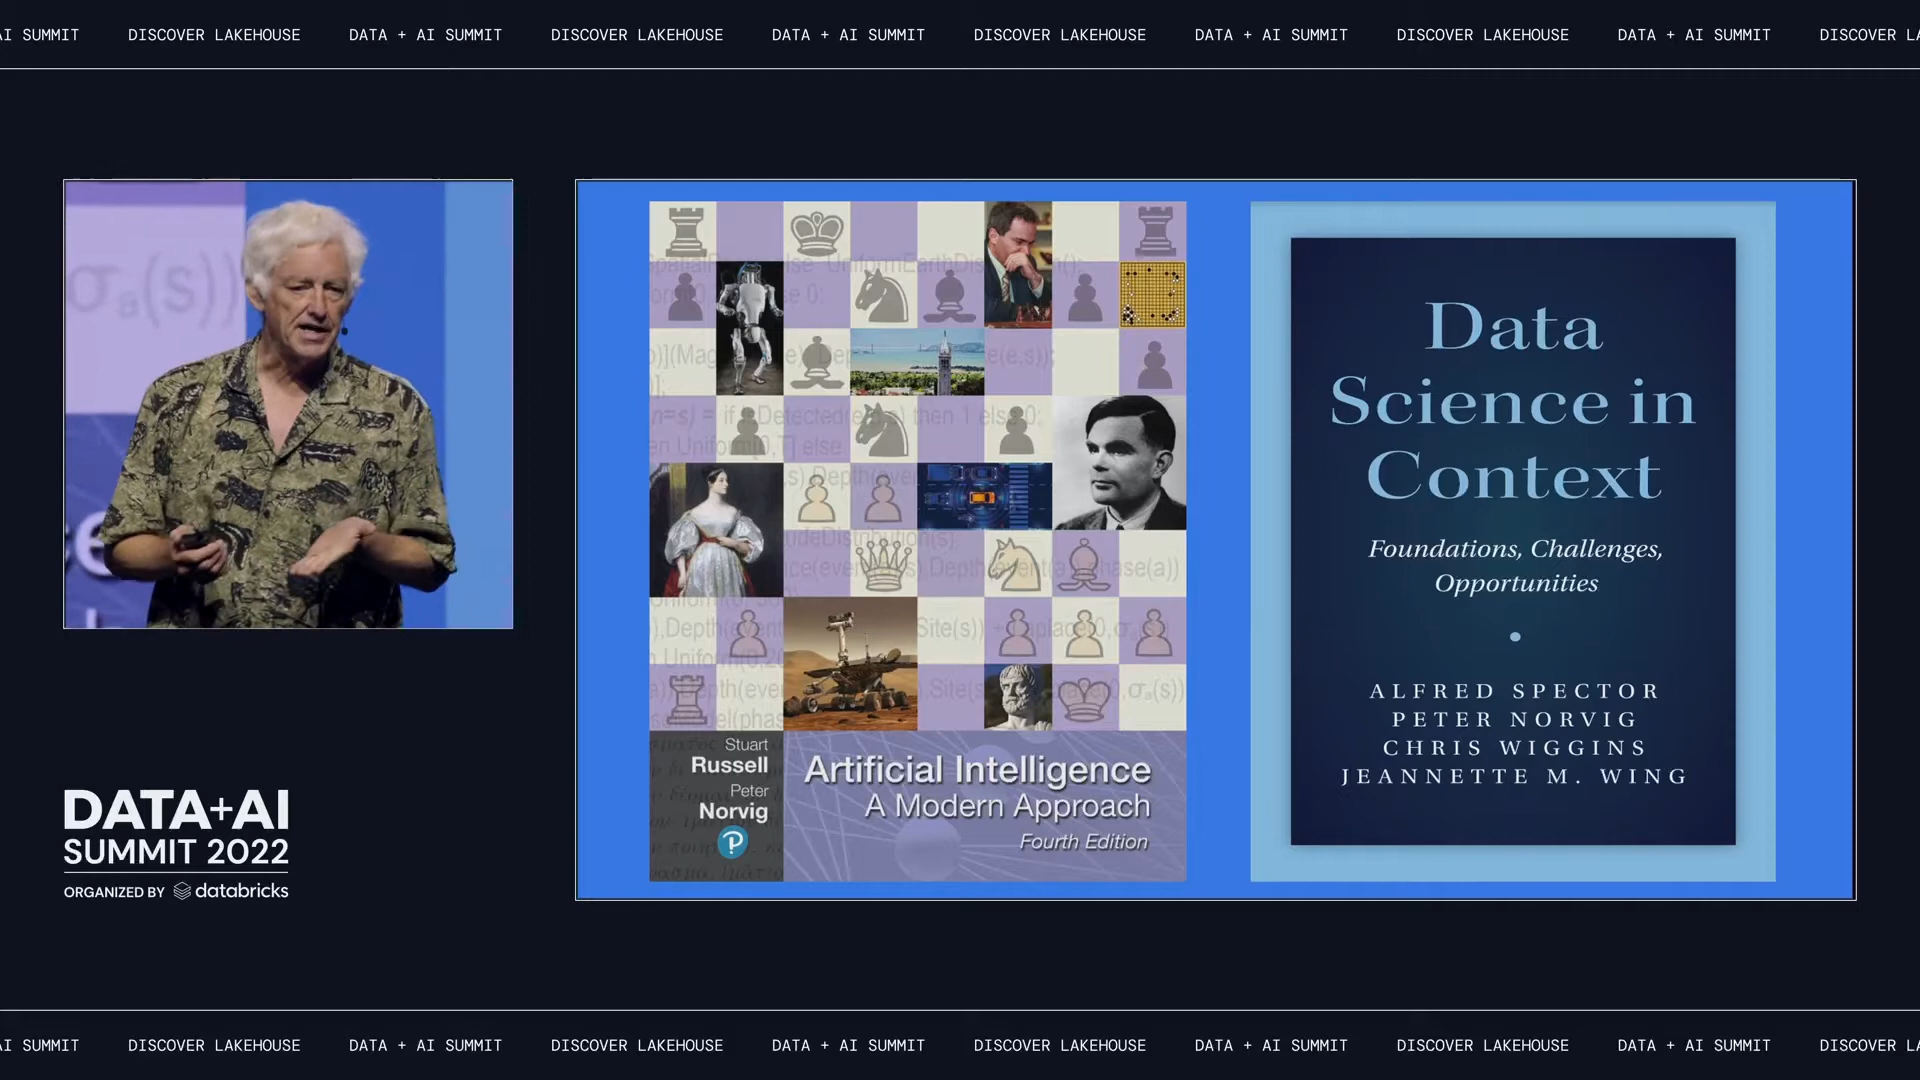 AI SUMMIT DISCOVER LAKEHOUSE DATA + AI SUMMIT DISCOVER LAKEHOUSE DATA + AI SUMMIT DISCOVER LAKEHOUSE DATA + AI SUMMIT DISCOVER LAKEHOUSE DATA + AI SUMMIT DISCOVER
σₐ(s))
Data
Science in
Context
Foundations, Challenges,
Opportunities
ALFRED SPECTOR
PETER NORVIG
CHRIS WIGGINS
JEANNETTE M. WING
Stuart
Russell
Peter
Norvig
P
Artificial Intelligence
A Modern Approach
Fourth Edition
DATA+AI
SUMMIT 2022
ORGANIZED BY databricks
AI SUMMIT DISCOVER LAKEHOUSE DATA + AI SUMMIT DISCOVER LAKEHOUSE DATA + AI SUMMIT DISCOVER LAKEHOUSE DATA + AI SUMMIT DISCOVER LAKEHOUSE DATA + AI SUMMIT DISCOVER